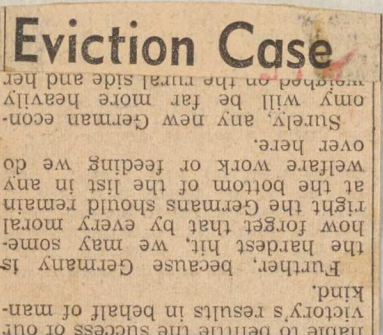 Eviction Case
liable to belittle the success of our
victory's results in behalf of man-
kind.
Further, because Germany is
the hardest hit, we may some-
how forget that by every moral
right the Germans should remain
at the bottom of the list in any
welfare work or feeding we do
over here.
Surely, any new German econ-
omy will be far more heavily
weighed on the rural side and her